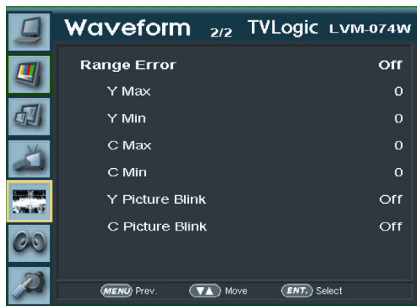 Waveform 2/2 TVLogic LVM-074W
Range Error Off
Y Max 0
Y Min 0
C Max 0
C Min 0
Y Picture Blink Off
C Picture Blink Off
MENU Prev. ▼▲ Move ENT. Select